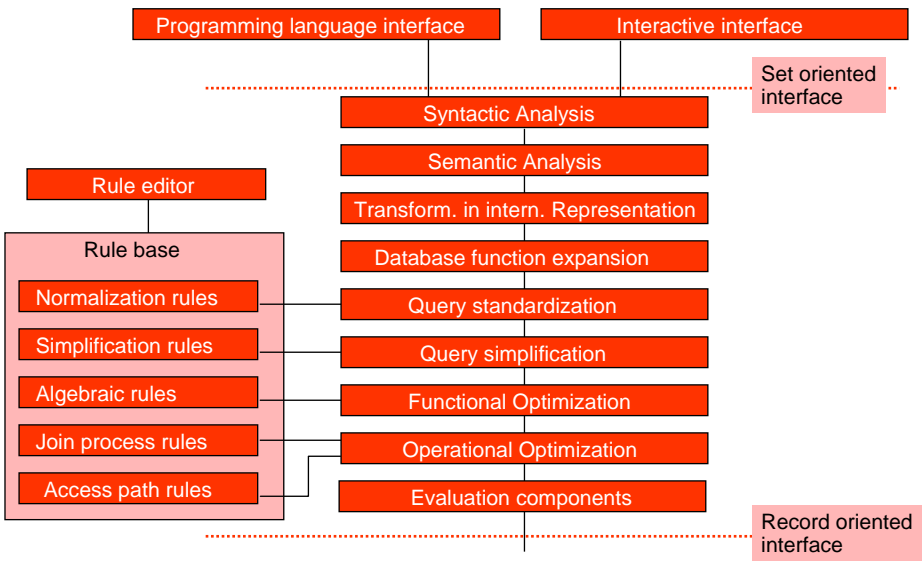 Programming language interface
Interactive interface
Set oriented
interface
Syntactic Analysis
Semantic Analysis
Rule editor
Transform. in intern. Representation
Rule base
Database function expansion
Normalization rules
Query standardization
Simplification rules
Query simplification
Algebraic rules
Functional Optimization
Join process rules
Operational Optimization
Access path rules
Evaluation components
Record oriented
interface